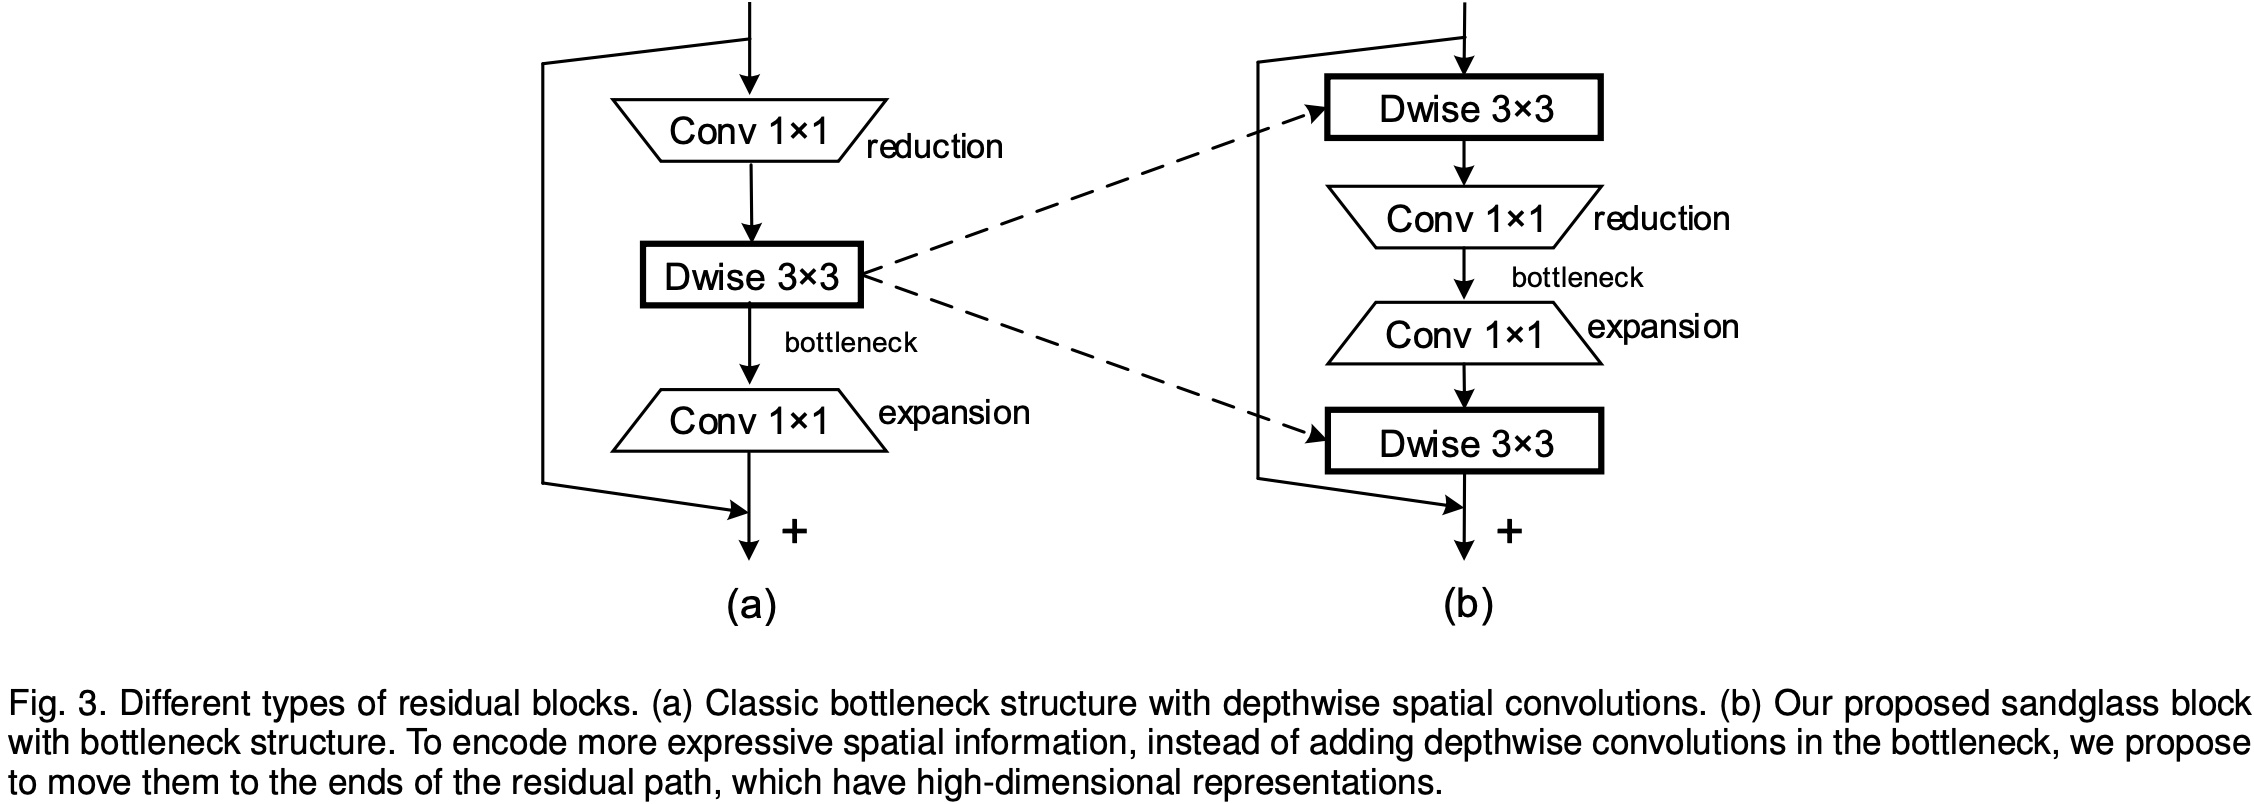 Conv 1×1
reduction
Dwise 3×3
bottleneck
Conv 1×1
expansion
+
(a)
Dwise 3×3
Conv 1×1
reduction
bottleneck
Conv 1×1
expansion
Dwise 3×3
+
(b)
Fig. 3. Different types of residual blocks. (a) Classic bottleneck structure with depthwise spatial convolutions. (b) Our proposed sandglass block
with bottleneck structure. To encode more expressive spatial information, instead of adding depthwise convolutions in the bottleneck, we propose
to move them to the ends of the residual path, which have high-dimensional representations.